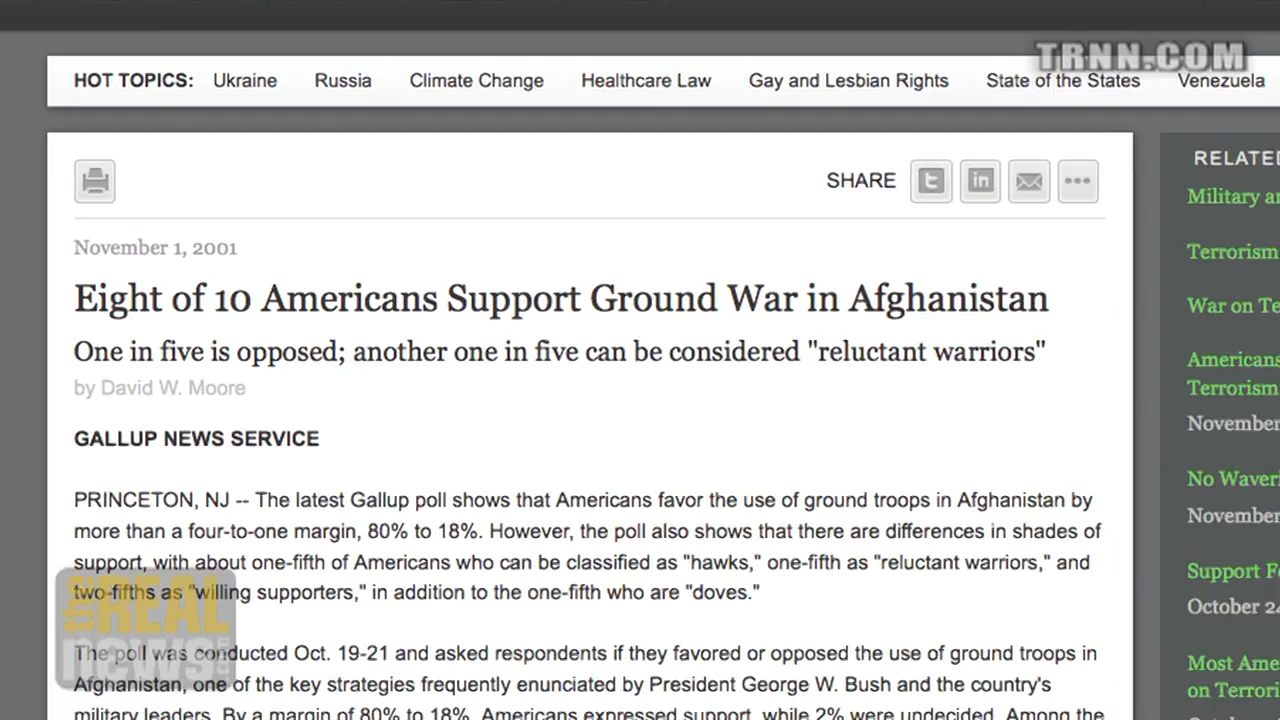 TRNN.COM
HOT TOPICS: Ukraine Russia Climate Change Healthcare Law Gay and Lesbian Rights State of the States Venezuela
SHARE
November 1, 2001
Eight of 10 Americans Support Ground War in Afghanistan
One in five is opposed; another one in five can be considered "reluctant warriors"
by David W. Moore
GALLUP NEWS SERVICE
PRINCETON, NJ -- The latest Gallup poll shows that Americans favor the use of ground troops in Afghanistan by
more than a four-to-one margin, 80% to 18%. However, the poll also shows that there are differences in shades of
support, with about one-fifth of Americans who can be classified as "hawks," one-fifth as "reluctant warriors," and
two-fifths as "willing supporters," in addition to the one-fifth who are "doves."
The poll was conducted Oct. 19-21 and asked respondents if they favored or opposed the use of ground troops in
Afghanistan, one of the key strategies frequently enunciated by President George W. Bush and the country's
military leaders. By a margin of 80% to 18%, Americans expressed support, while 2% were undecided. Among the
THE REAL
news
RELATED
Military
Terrorism
War on
Americans
Terrorism
November
No
November
Support
October
Most
on